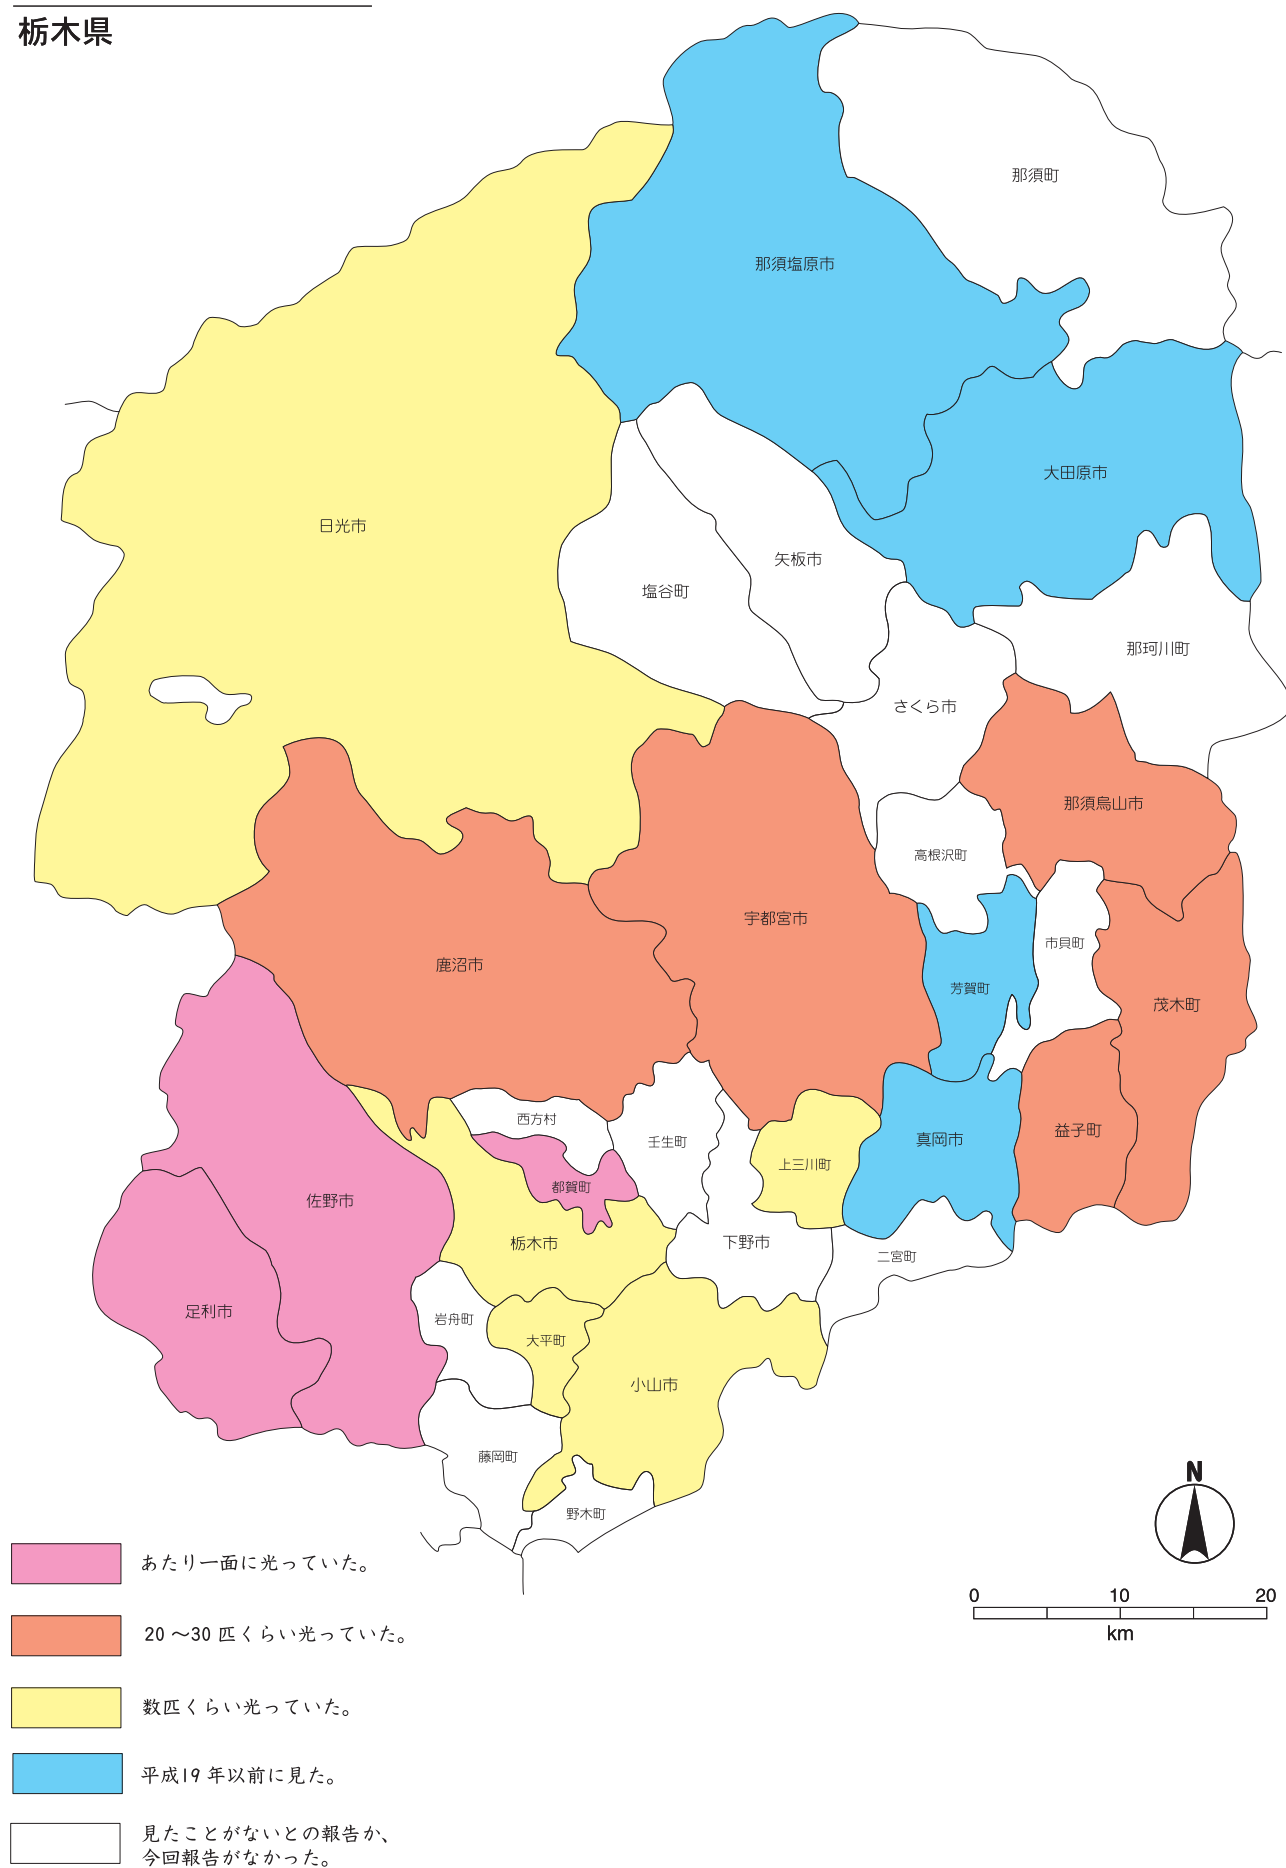 栃木県
那須町
那須塩原市
大田原市
日光市
矢板市
塩谷町
那珂川町
さくら市
那須烏山市
高根沢町
宇都宮市
市貝町
鹿沼市
芳賀町
茂木町
西方村
壬生町
真岡市
益子町
上三川町
都賀町
佐野市
栃木市
下野市
二宮町
足利市
岩舟町
大平町
小山市
藤岡町
野木町
N
0 10 20
km
あたり一面に光っていた。
20～30 匹くらい光っていた。
数匹くらい光っていた。
平成19 年以前に見た。
見たことがないとの報告か、
今回報告がなかった。